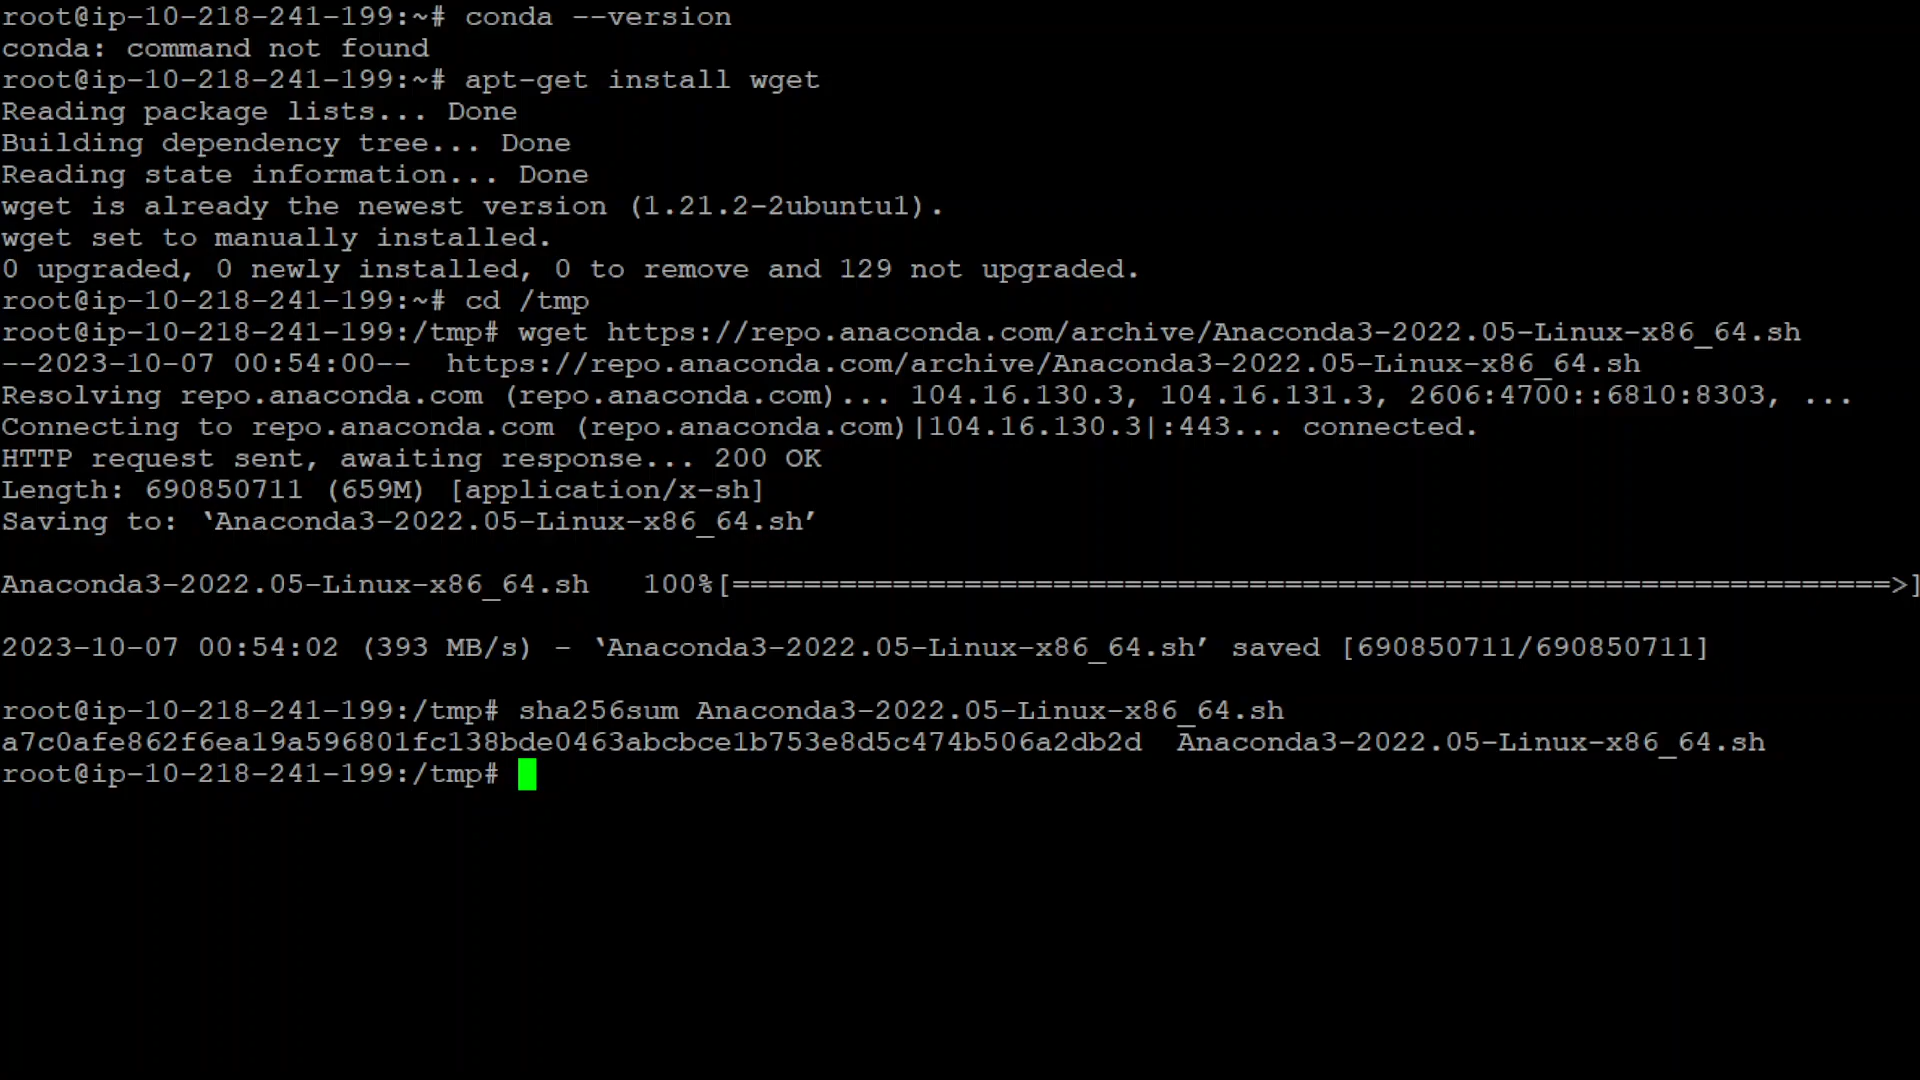 root@ip-10-218-241-199:~# conda --version
conda: command not found
root@ip-10-218-241-199:~# apt-get install wget
Reading package lists... Done
Building dependency tree... Done
Reading state information... Done
wget is already the newest version (1.21.2-2ubuntu1).
wget set to manually installed.
0 upgraded, 0 newly installed, 0 to remove and 129 not upgraded.
root@ip-10-218-241-199:~# cd /tmp
root@ip-10-218-241-199:/tmp# wget https://repo.anaconda.com/archive/Anaconda3-2022.05-Linux-x86_64.sh
--2023-10-07 00:54:00--  https://repo.anaconda.com/archive/Anaconda3-2022.05-Linux-x86_64.sh
Resolving repo.anaconda.com (repo.anaconda.com)... 104.16.130.3, 104.16.131.3, 2606:4700::6810:8303, ...
Connecting to repo.anaconda.com (repo.anaconda.com)|104.16.130.3|:443... connected.
HTTP request sent, awaiting response... 200 OK
Length: 690850711 (659M) [application/x-sh]
Saving to: ‘Anaconda3-2022.05-Linux-x86_64.sh’
Anaconda3-2022.05-Linux-x86_64.sh   100%[=================================================================>]
2023-10-07 00:54:02 (393 MB/s) - ‘Anaconda3-2022.05-Linux-x86_64.sh’ saved [690850711/690850711]
root@ip-10-218-241-199:/tmp# sha256sum Anaconda3-2022.05-Linux-x86_64.sh
a7c0afe862f6ea19a596801fc138bde0463abcbce1b753e8d5c474b506a2db2d  Anaconda3-2022.05-Linux-x86_64.sh
root@ip-10-218-241-199:/tmp#